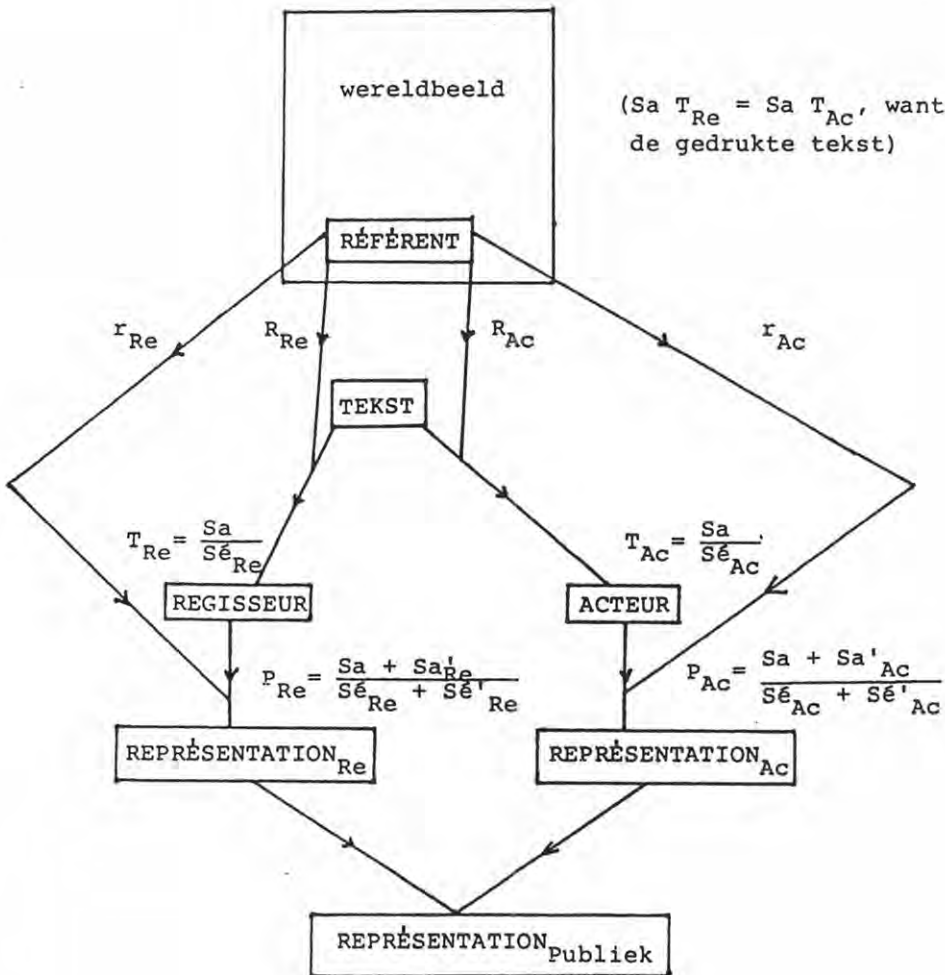 wereldbeeld
(Sa T_Re = Sa T_Ac, want
de gedrukte tekst)
RÉFÉRENT
r_Re
R_Re
R_Ac
r_Ac
TEKST
T_Re = Sa / Sé_Re
T_Ac = Sa / Sé_Ac
REGISSEUR
ACTEUR
P_Re = Sa + Sa'_Re / Sé_Re + Sé'_Re
P_Ac = Sa + Sa'_Ac / Sé_Ac + Sé'_Ac
REPRÉSENTATION_Re
REPRÉSENTATION_Ac
REPRÉSENTATION_Publiek